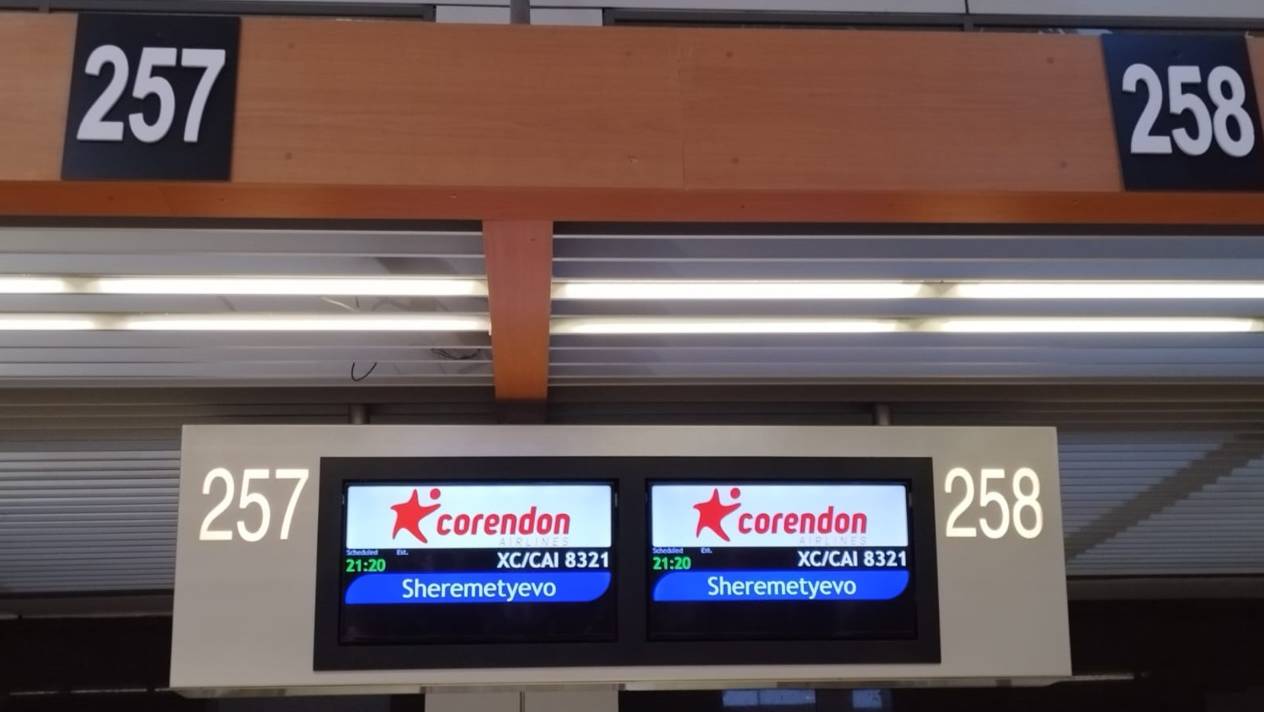 257
258
257
corendon
AIRLINES
Scheduled Est.
21:20 XC/CAI 8321
Sheremetyevo
corendon
AIRLINES
Scheduled Est.
21:20 XC/CAI 8321
Sheremetyevo
258